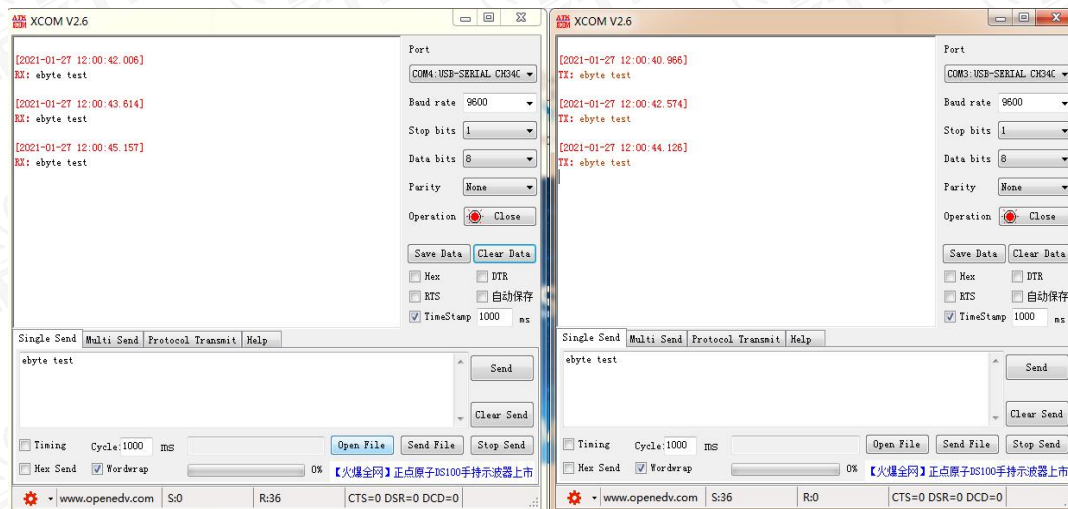 XCOM V2.6
[2021-01-27 12:00:42.006]
RX: ebyte test
[2021-01-27 12:00:43.614]
RX: ebyte test
[2021-01-27 12:00:45.157]
RX: ebyte test
Port
COM4:USB-SERIAL CH34C
Baud rate 9600
Stop bits 1
Data bits 8
Parity None
Operation Close
Save Data Clear Data
Hex DTR
RTS 自动保存
TimeStamp 1000 ms
Single Send Multi Send Protocol Transmit Help
ebyte test
Send
Clear Send
Timing Cycle:1000 ms Open File Send File Stop Send
Hex Send Wordwrap 0% 【火爆全网】正点原子DS100手持示波器上市
www.openedv.com S:0 R:36 CTS=0 DSR=0 DCD=0
XCOM V2.6
[2021-01-27 12:00:40.966]
TX: ebyte test
[2021-01-27 12:00:42.574]
TX: ebyte test
[2021-01-27 12:00:44.126]
TX: ebyte test
Port
COM3:USB-SERIAL CH34C
Baud rate 9600
Stop bits 1
Data bits 8
Parity None
Operation Close
Save Data Clear Data
Hex DTR
RTS 自动保存
TimeStamp 1000 ms
Single Send Multi Send Protocol Transmit Help
ebyte test
Send
Clear Send
Timing Cycle:1000 ms Open File Send File Stop Send
Hex Send Wordwrap 0% 【火爆全网】正点原子DS100手持示波器上市
www.openedv.com S:36 R:0 CTS=0 DSR=0 DCD=0